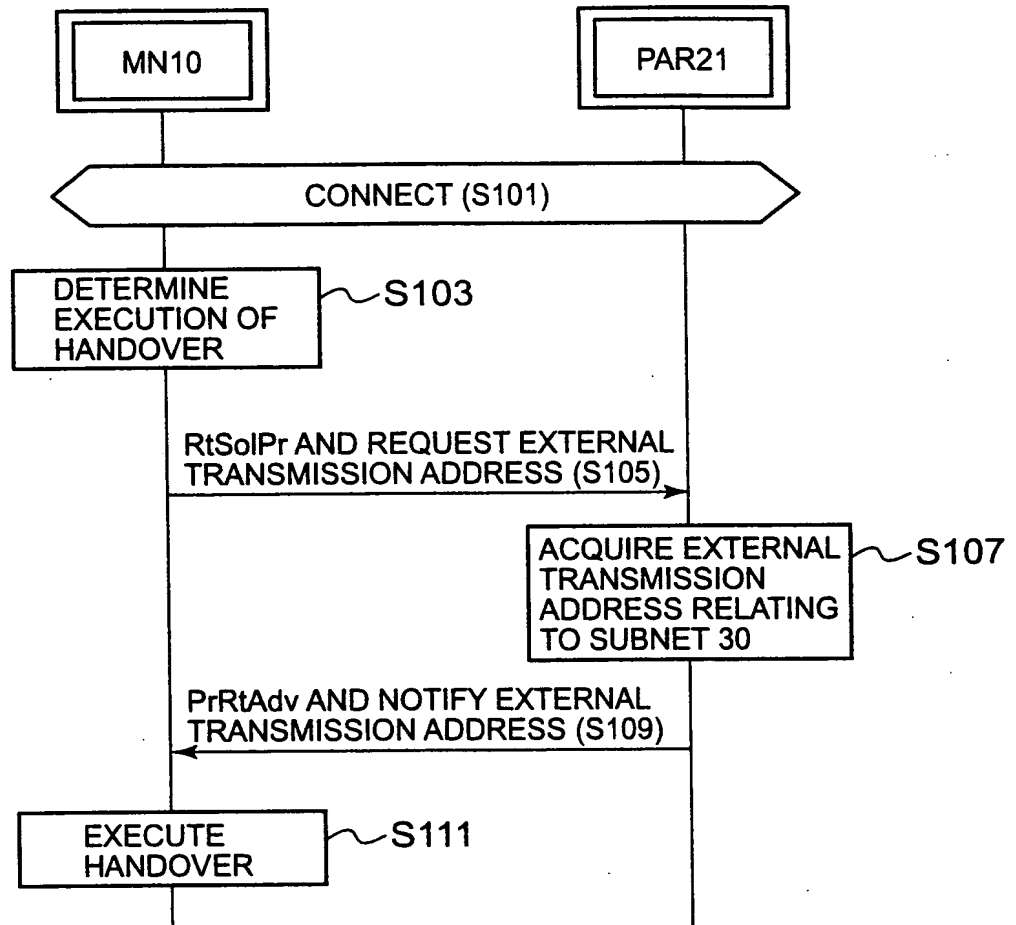 MN10
PAR21
CONNECT (S101)
DETERMINE
EXECUTION OF
HANDOVER
S103
RtSolPr AND REQUEST EXTERNAL
TRANSMISSION ADDRESS (S105)
ACQUIRE EXTERNAL
TRANSMISSION
ADDRESS RELATING
TO SUBNET 30
S107
PrRtAdv AND NOTIFY EXTERNAL
TRANSMISSION ADDRESS (S109)
EXECUTE
HANDOVER
S111